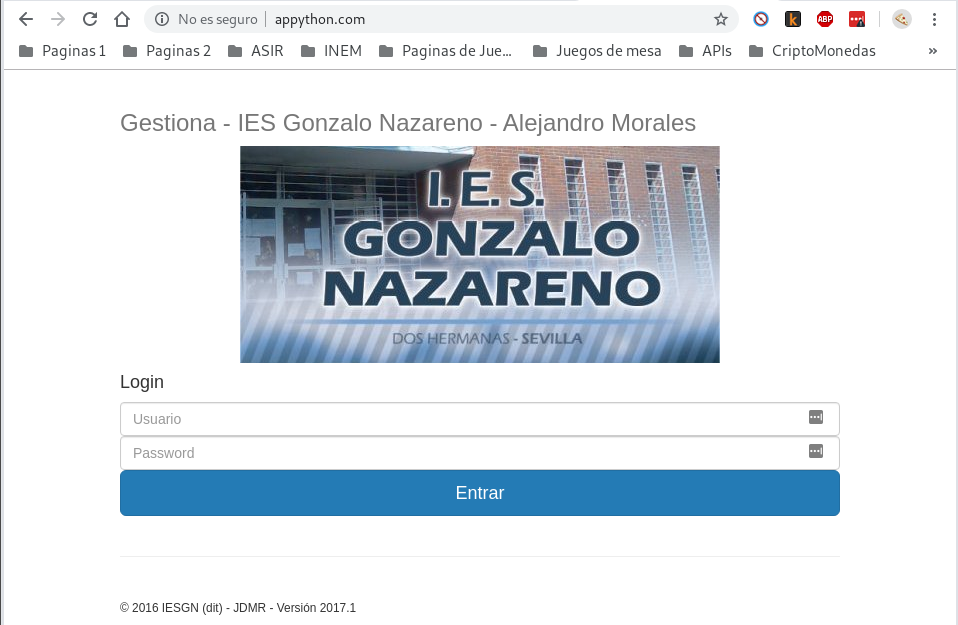 No es seguro appython.com
ABP
Paginas 1 Paginas 2 ASIR INEM Paginas de Jue... Juegos de mesa APIs CriptoMonedas »
Gestiona - IES Gonzalo Nazareno - Alejandro Morales
I.E.S.
GONZALO
NAZARENO
DOS HERMANAS - SEVILLA
Login
Usuario
Password
Entrar
© 2016 IESGN (dit) - JDMR - Versión 2017.1